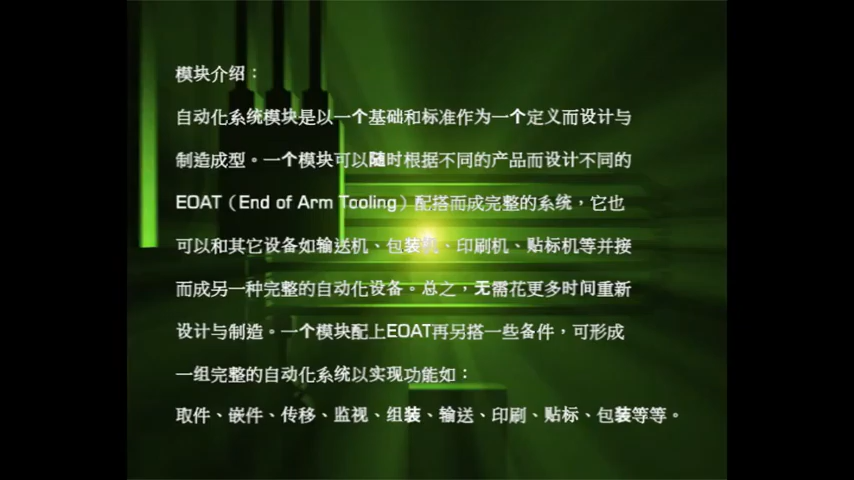 模块介绍：
自动化系统模块是以一个基础和标准作为一个定义而设计与
制造成型。一个模块可以随时根据不同的产品而设计不同的
EOAT（End of Arm Tooling）配搭而成完整的系统，它也
可以和其它设备如输送机、包装机、印刷机、贴标机等并接
而成另一种完整的自动化设备。总之，无需花更多时间重新
设计与制造。一个模块配上EOAT再另搭一些备件，可形成
一组完整的自动化系统以实现功能如：
取件、嵌件、传移、监视、组装、输送、印刷、贴标、包装等等。